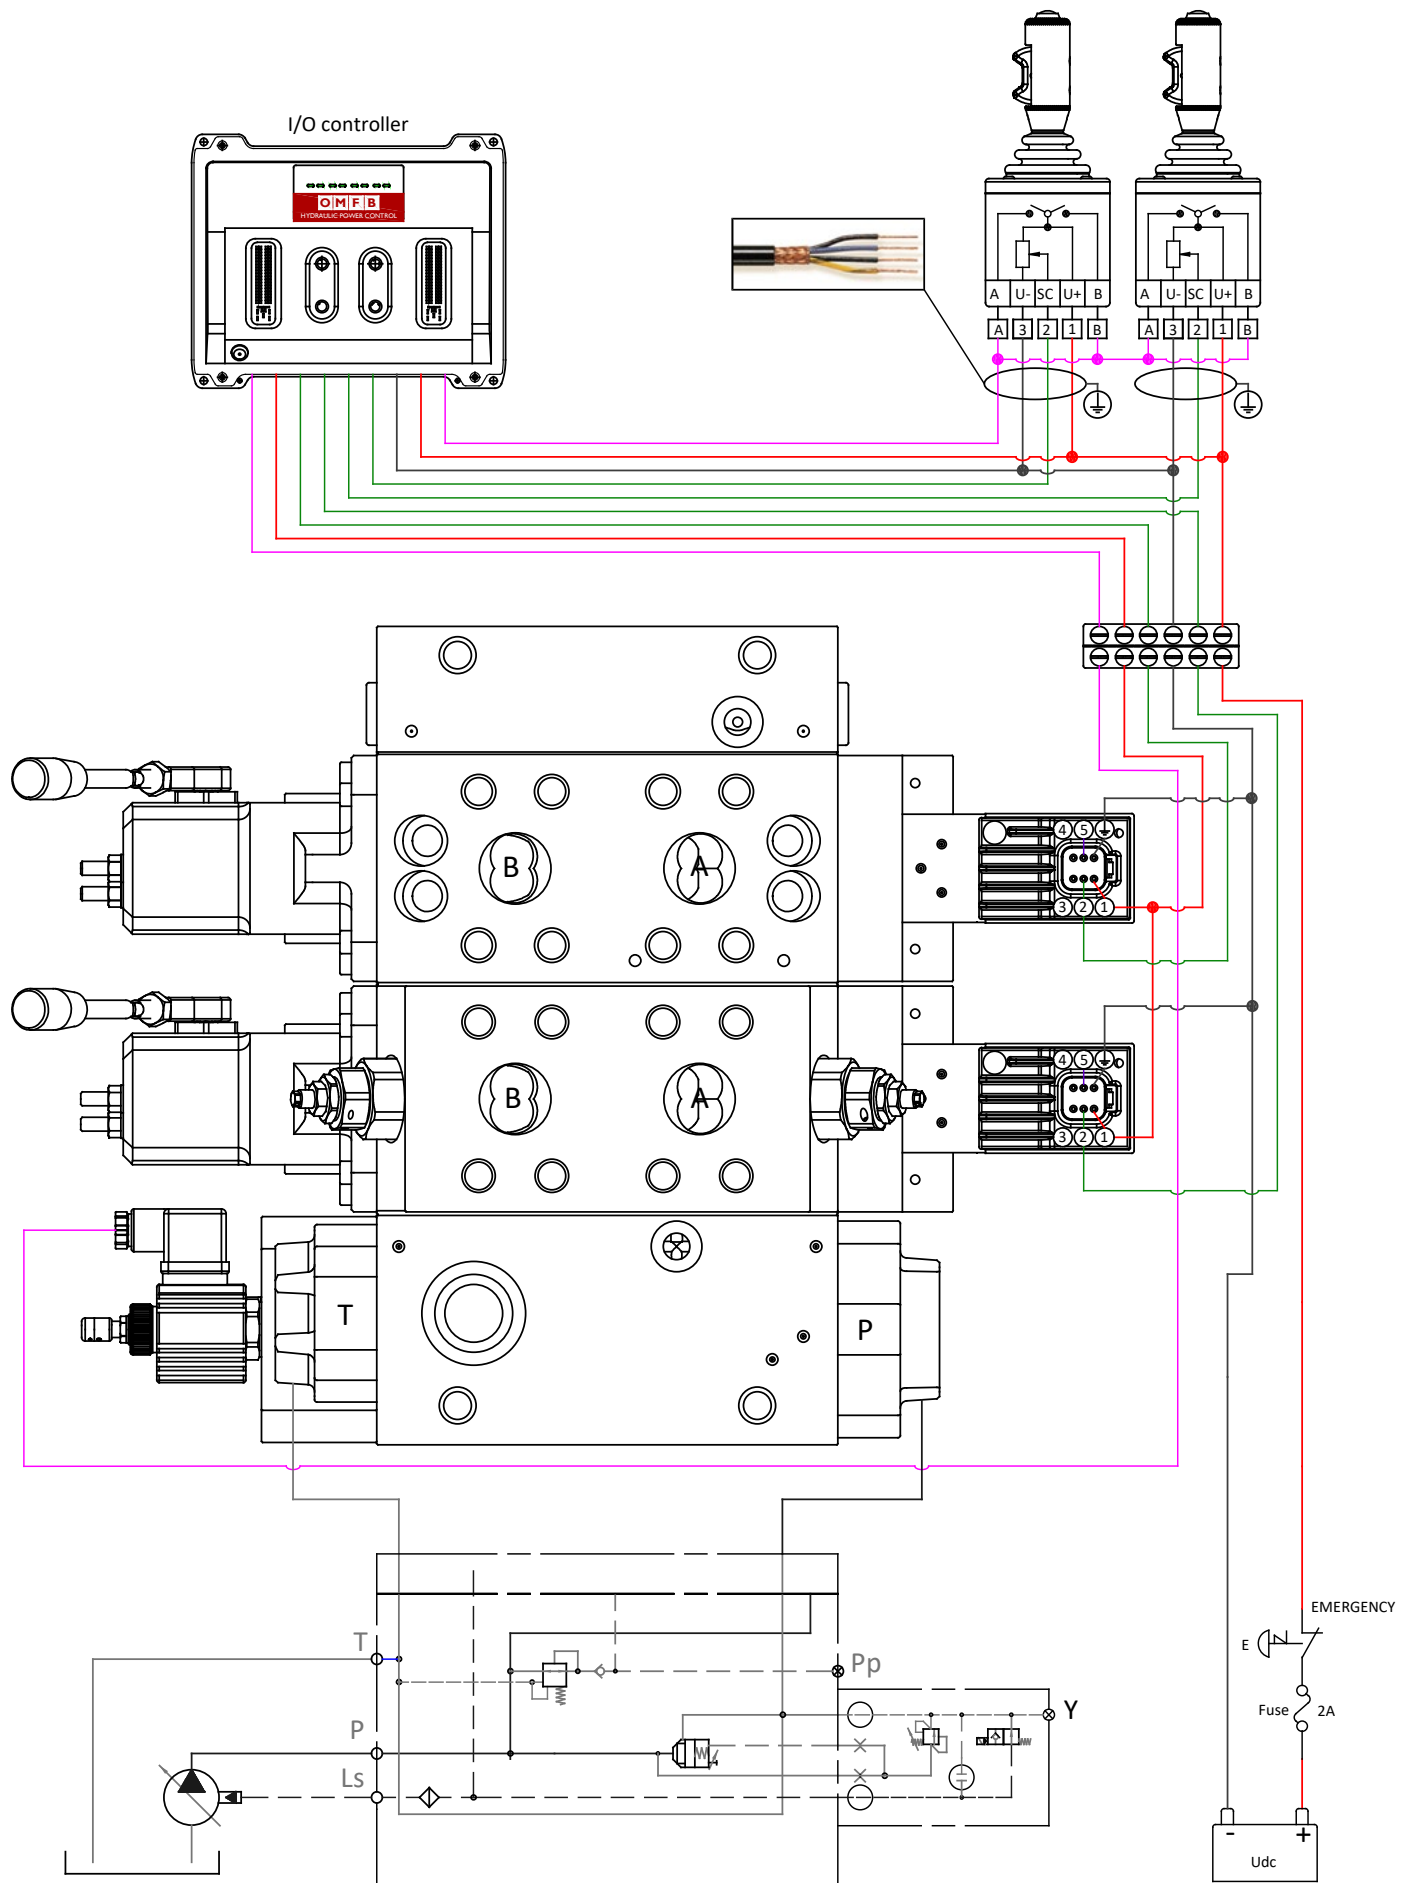 I/O controller
O M F B
HYDRAULIC POWER CONTROL
A U- SC U+ B
A U- SC U+ B
A 3 2 1 B
A 3 2 1 B
B A
4 5
3 2 1
B A
4 5
3 2 1
T P
EMERGENCY
E
T
Pp
Fuse 2A
Y
P
Ls
- +
Udc